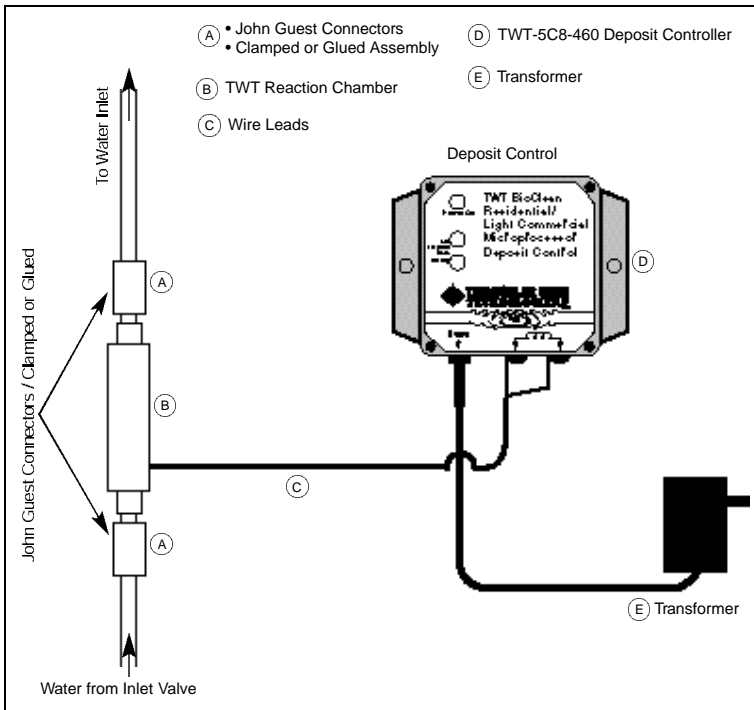 A • John Guest Connectors
• Clamped or Glued Assembly
B TWT Reaction Chamber
C Wire Leads
D TWT-5C8-460 Deposit Controller
E Transformer
To Water Inlet
John Guest Connectors / Clamped or Glued
A
B
A
C
Water from Inlet Valve
Deposit Control
TWT BioClean
Residential/
Light Commercial
Microprocessor
Deposit Control
D
E Transformer